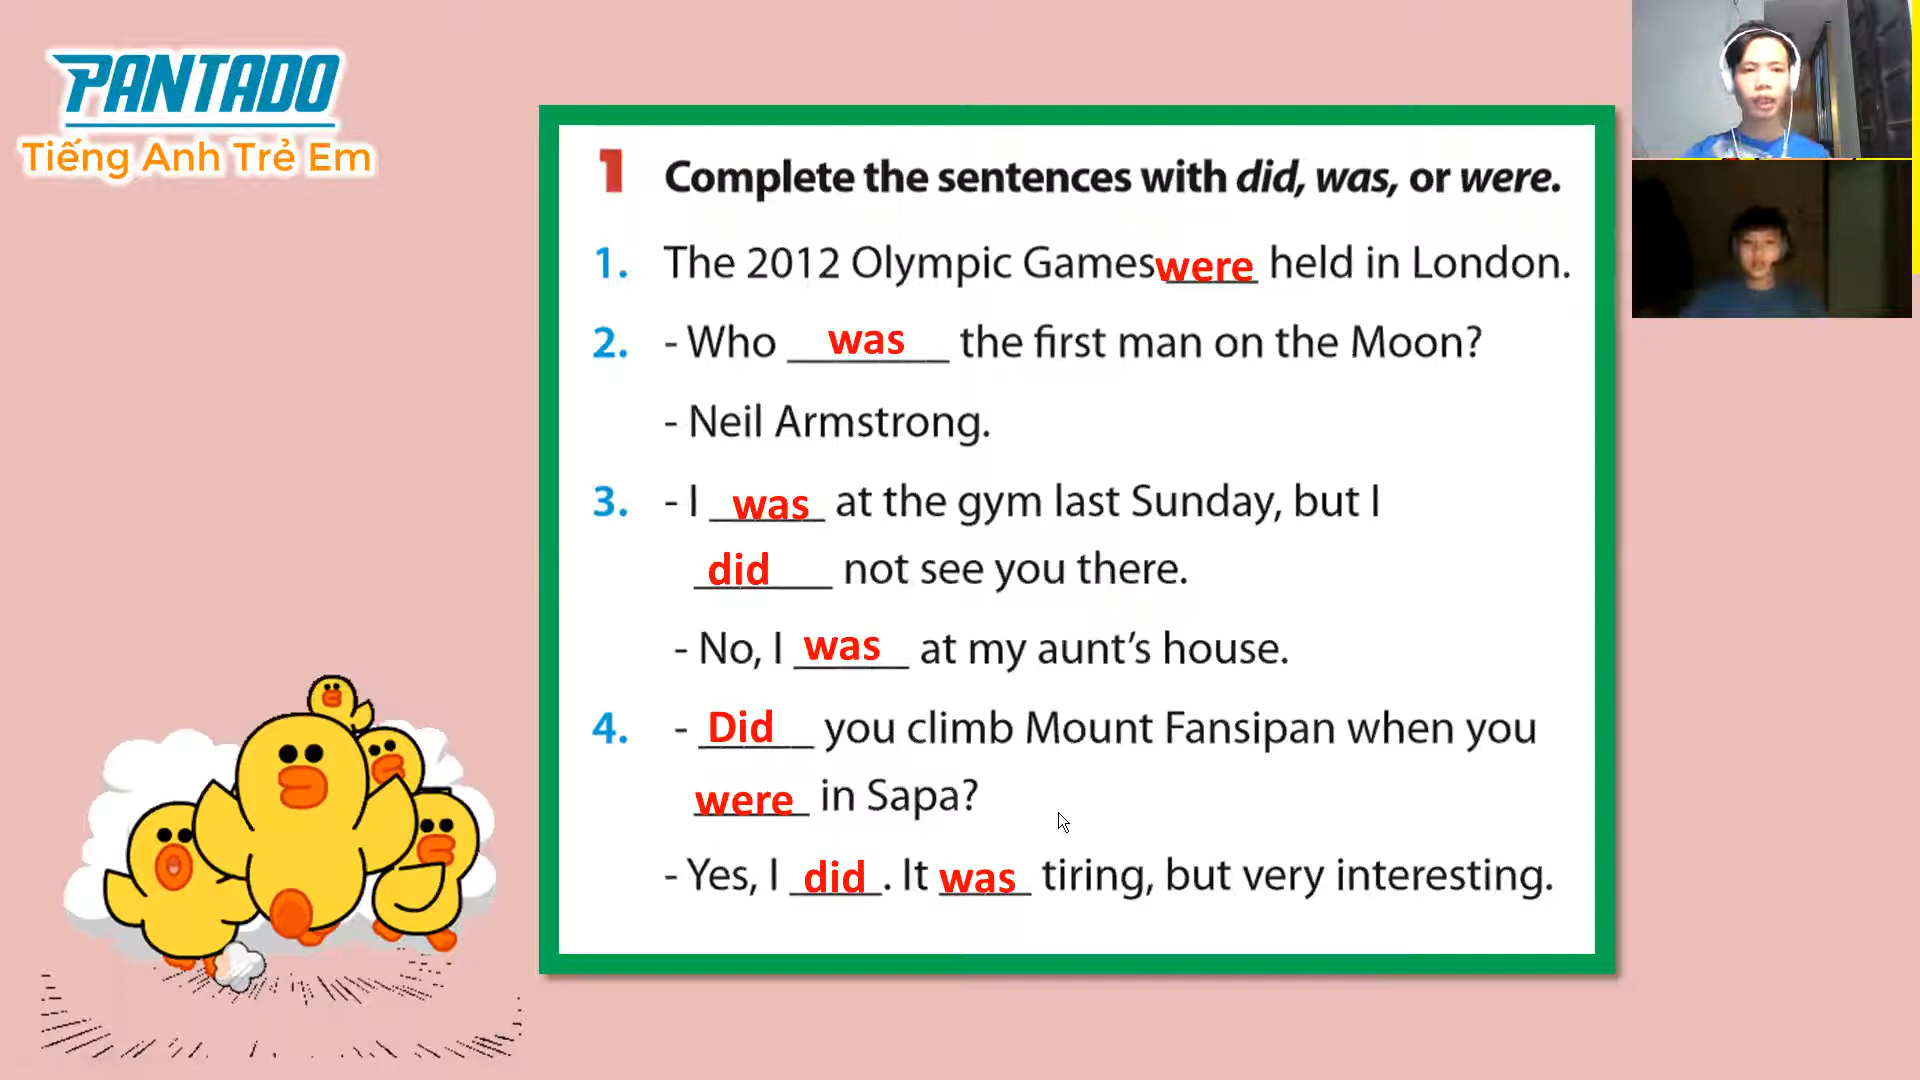 PANTADO
Tiếng Anh Trẻ Em
1 Complete the sentences with did, was, or were.
1. The 2012 Olympic Games were held in London.
2. - Who was the first man on the Moon?
- Neil Armstrong.
3. - I was at the gym last Sunday, but I
did not see you there.
- No, I was at my aunt's house.
4. - Did you climb Mount Fansipan when you
were in Sapa?
- Yes, I did. It was tiring, but very interesting.